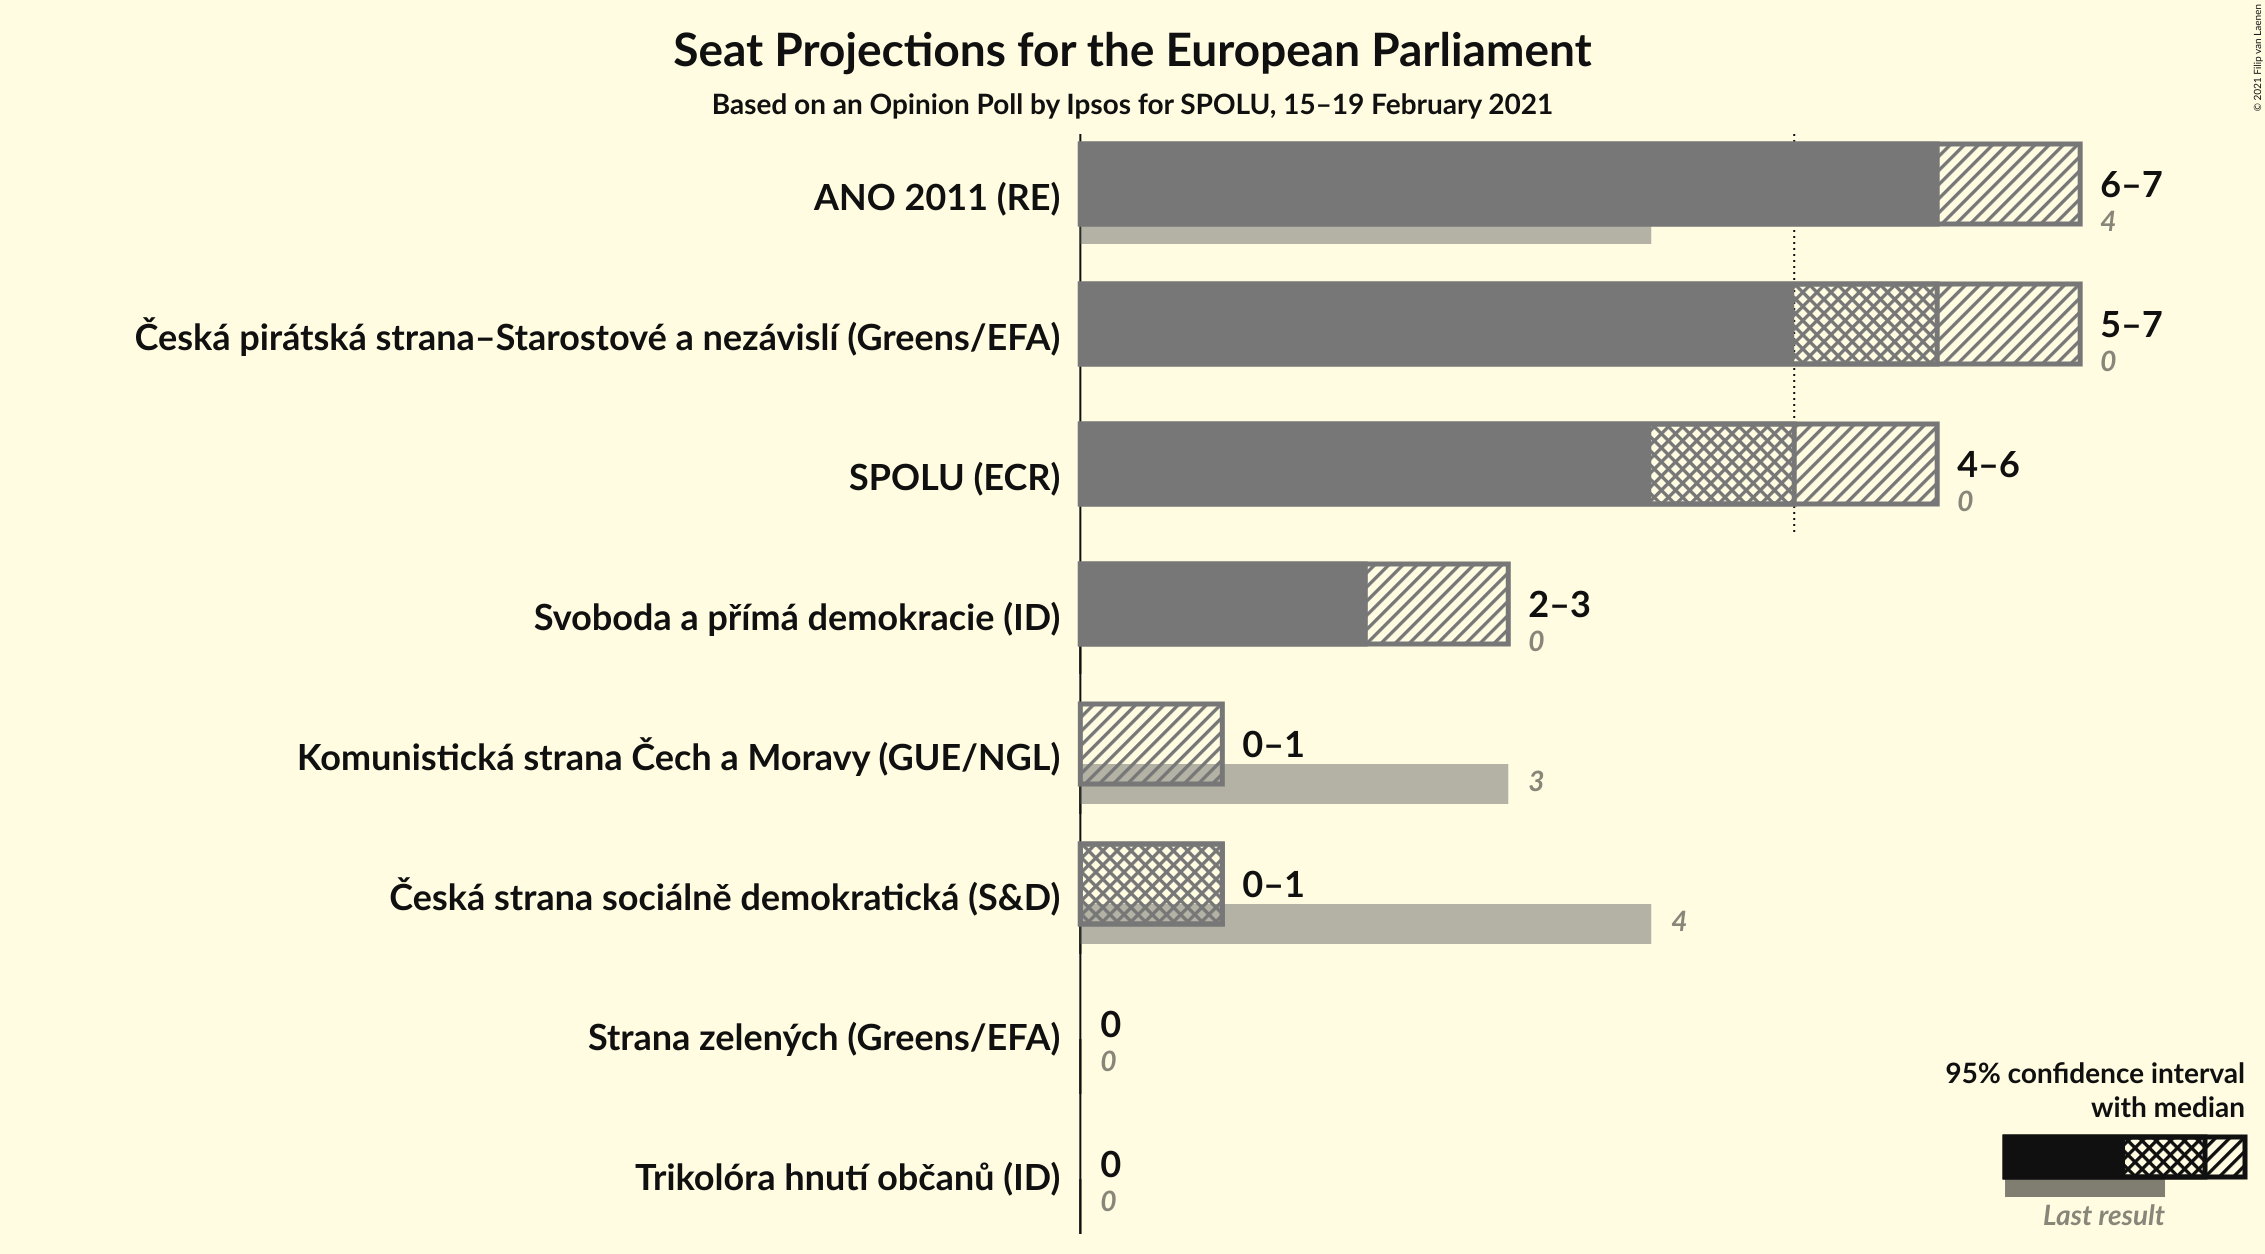 Seat Projections for the European Parliament
Based on an Opinion Poll by Ipsos for SPOLU, 15–19 February 2021
© 2021 Filip van Laenen
ANO 2011 (RE)
6–7
4
Česká pirátská strana–Starostové a nezávislí (Greens/EFA)
5–7
0
SPOLU (ECR)
4–6
0
Svoboda a přímá demokracie (ID)
2–3
0
Komunistická strana Čech a Moravy (GUE/NGL)
0–1
3
Česká strana sociálně demokratická (S&D)
0–1
4
Strana zelených (Greens/EFA)
0
0
Trikolóra hnutí občanů (ID)
0
0
95% confidence interval
with median
Last result